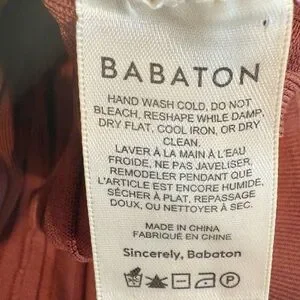 BABATON
HAND WASH COLD, DO NOT
BLEACH, RESHAPE WHILE DAMP,
DRY FLAT, COOL IRON, OR DRY
CLEAN.
LAVER À LA MAIN À L'EAU
FROIDE, NE PAS JAVELISER,
REMODELER PENDANT QUE
L'ARTICLE EST ENCORE HUMIDE,
SÉCHER À PLAT, REPASSAGE
DOUX, OU NETTOYER À SEC.
MADE IN CHINA
FABRIQUÉ EN CHINE
Sincerely, Babaton